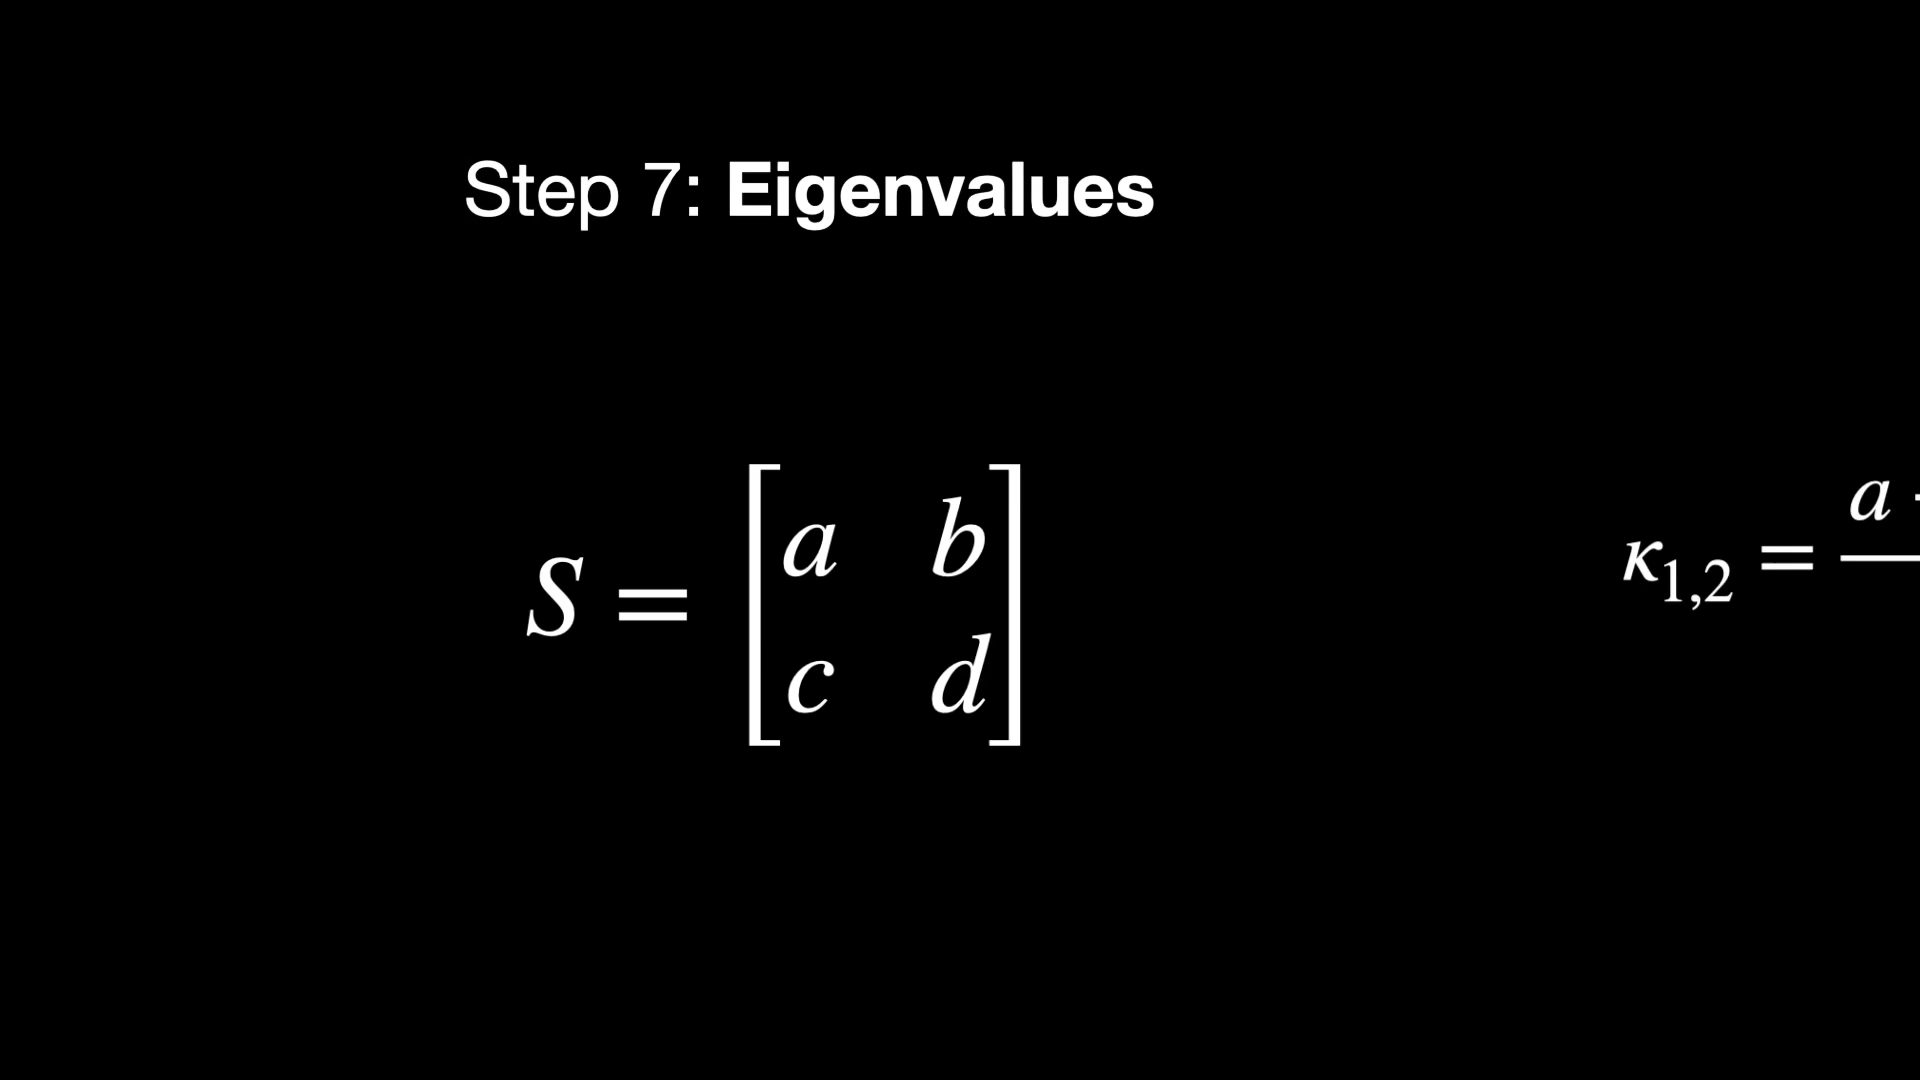 Step 7: Eigenvalues
S = [a b
c d]
κ1,2 = a